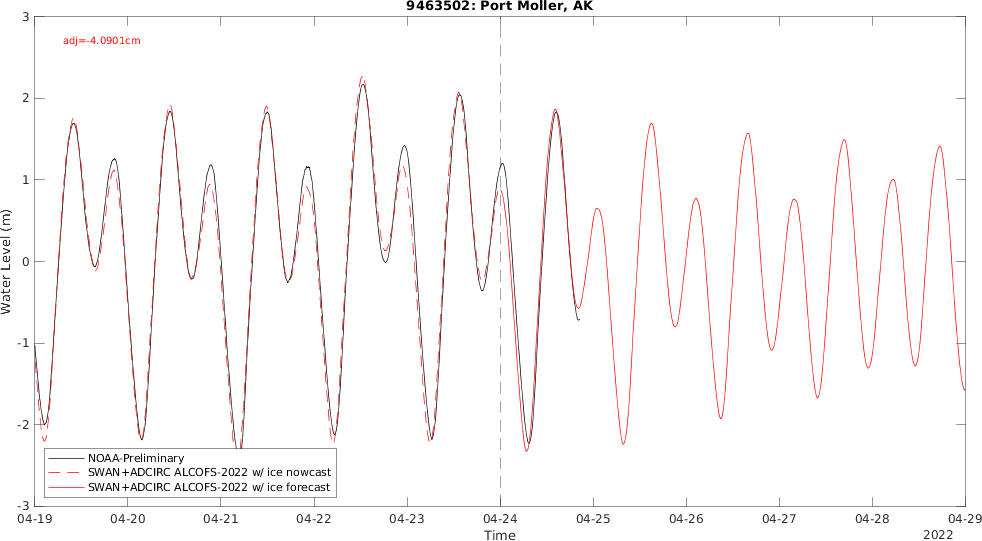 9463502: Port Moller, AK
adj=-4.0901cm
3
2
1
0
-1
-2
-3
Water Level (m)
NOAA-Preliminary
SWAN+ADCIRC ALCOFS-2022 w/ ice nowcast
SWAN+ADCIRC ALCOFS-2022 w/ ice forecast
04-19 04-20 04-21 04-22 04-23 04-24 04-25 04-26 04-27 04-28 04-29
Time
2022